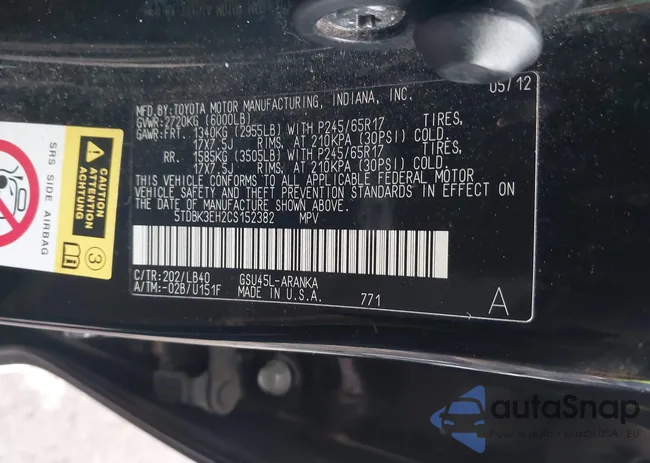 05/12
MFD. BY: TOYOTA MOTOR MANUFACTURING, INDIANA, INC.
GVWR: 2720KG (6000LB)
GAWR: FRT. 1340KG (2955LB) WITH P245/65R17 TIRES,
17X7.5J RIMS, AT 210KPA (30PSI) COLD.
RR. 1585KG (3505LB) WITH P245/65R17 TIRES,
17X7.5J RIMS, AT 210KPA (30PSI) COLD.
THIS VEHICLE CONFORMS TO ALL APPLICABLE FEDERAL MOTOR
VEHICLE SAFETY AND THEFT PREVENTION STANDARDS IN EFFECT ON
THE DATE OF MANUFACTURE SHOWN ABOVE.
5TDBK3EH2CS152382 MPV
C/TR: 202/LB40 GSU45L-ARANKA
A/TM: -02B/U151F MADE IN U.S.A. 771
A
SRS SIDE AIRBAG
CAUTION
ATTENTION
3
autoSnap